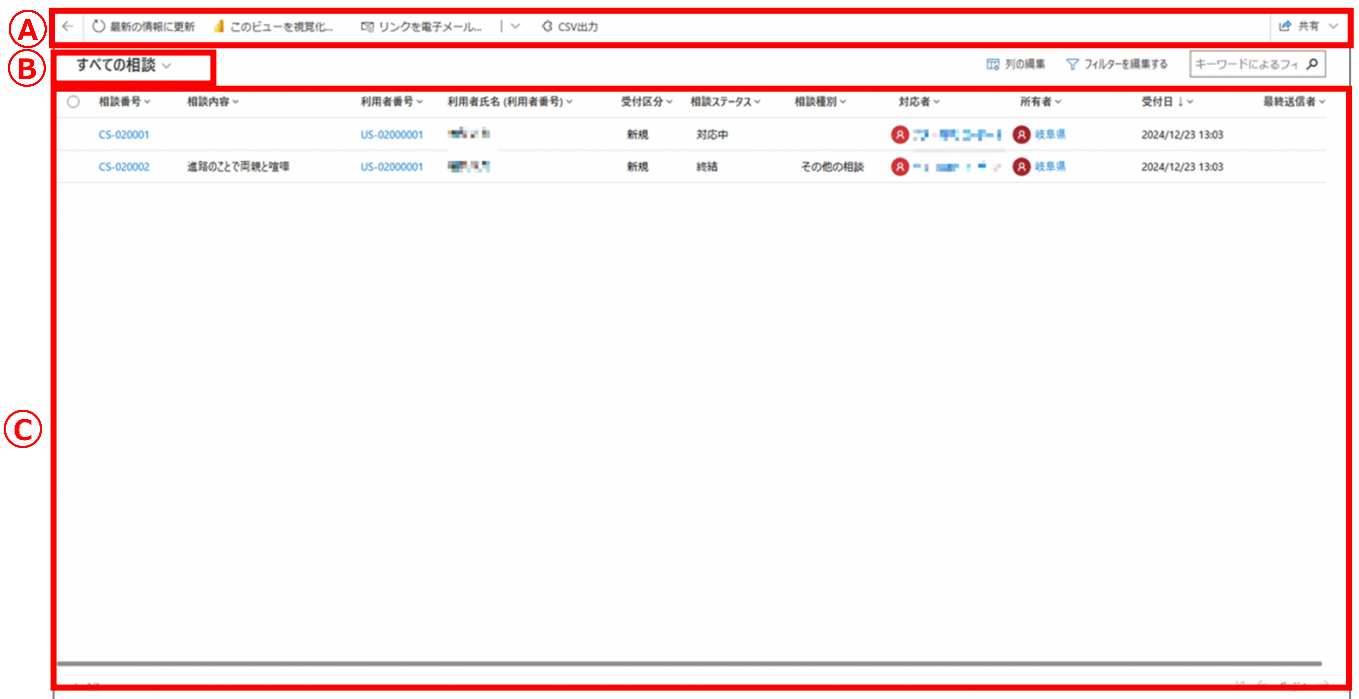 A ← 最新の情報に更新 このビューを視覚化... リンクを電子メール... CSV出力 共有
B すべての相談 列の編集 フィルターを編集する キーワードによるフィ
相談番号 相談内容 利用者番号 利用者氏名 (利用者番号) 受付区分 相談ステータス 相談種別 対応者 所有者 受付日 ↓ 最終送信者
CS-020001 US-02000001 新規 対応中 岐阜県 2024/12/23 13:03
CS-020002 進路のことで両親と喧嘩 US-02000001 新規 終結 その他の相談 岐阜県 2024/12/23 13:03
C